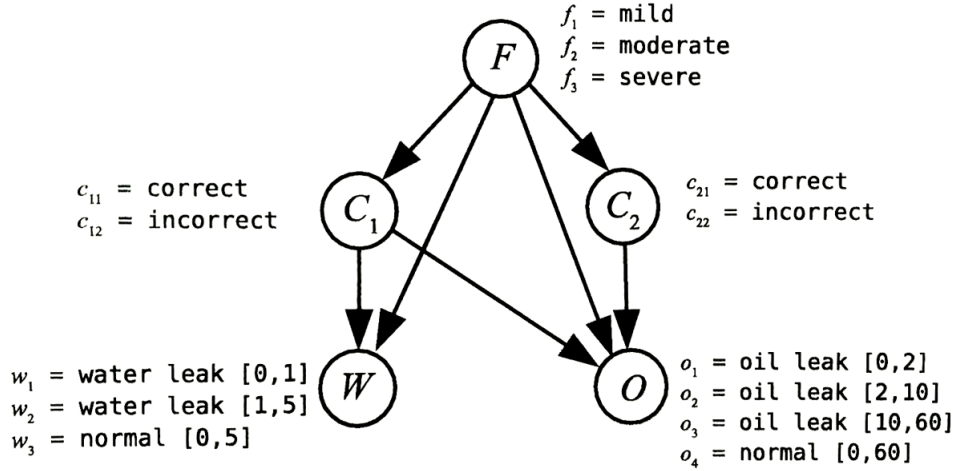 f₁ = mild
f₂ = moderate
f₃ = severe
F
c₁₁ = correct
c₁₂ = incorrect
C₁
C₂
c₂₁ = correct
c₂₂ = incorrect
w₁ = water leak [0,1]
w₂ = water leak [1,5]
w₃ = normal [0,5]
W
O
o₁ = oil leak [0,2]
o₂ = oil leak [2,10]
o₃ = oil leak [10,60]
o₄ = normal [0,60]